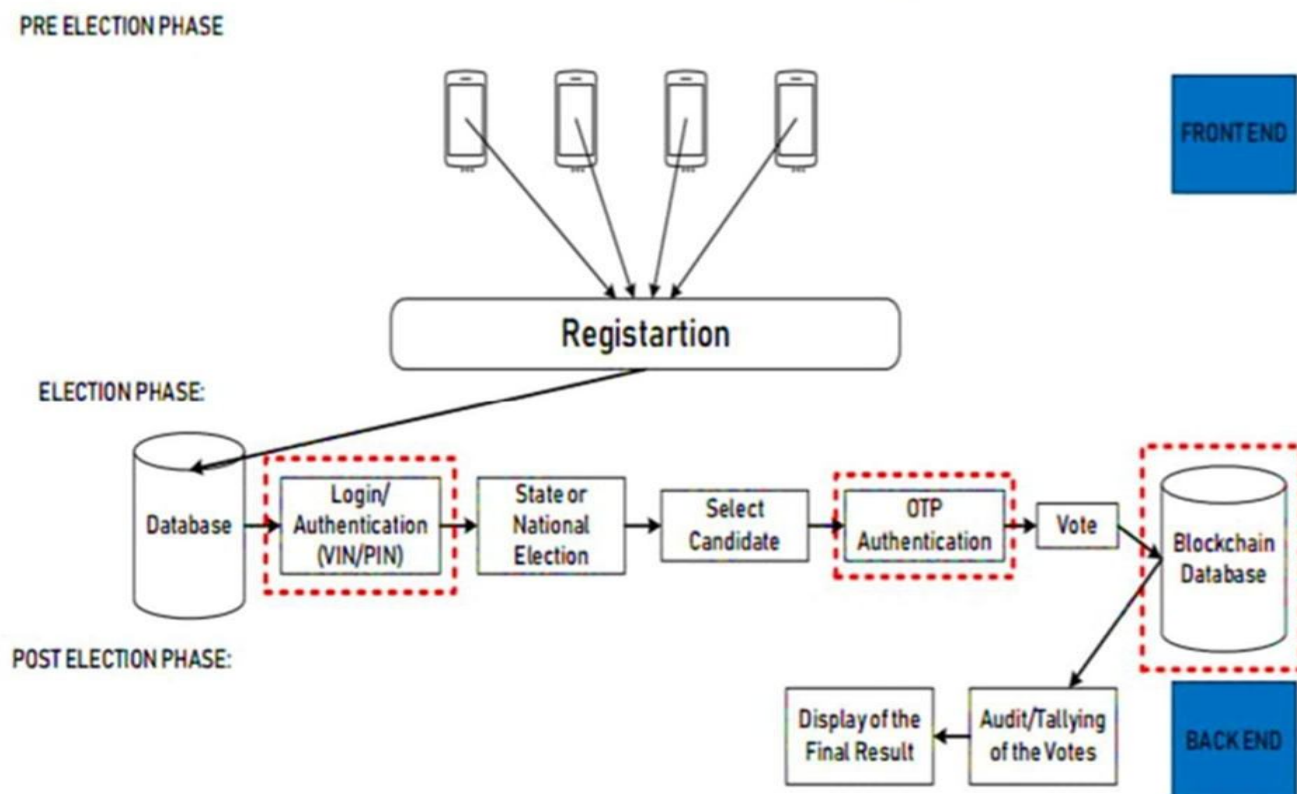 PRE ELECTION PHASE
FRONT END
Registartion
ELECTION PHASE:
Database
Login/
Authentication
(VIN/PIN)
State or
National
Election
Select
Candidate
OTP
Authentication
Vote
Blockchain
Database
POST ELECTION PHASE:
Display of the
Final Result
Audit/Tallying
of the Votes
BACK END